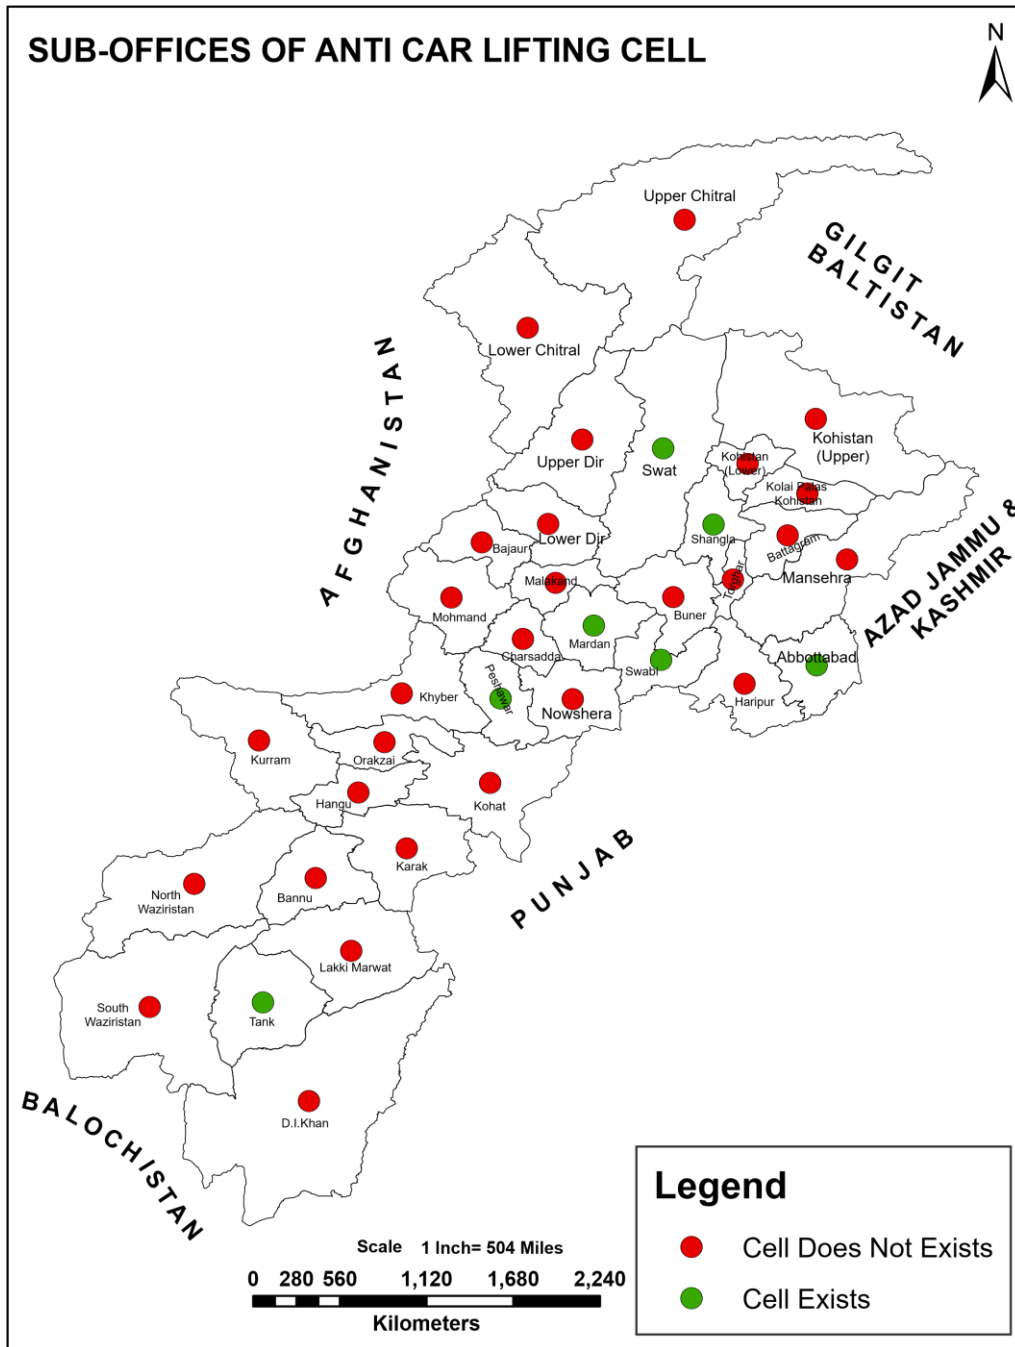 SUB-OFFICES OF ANTI CAR LIFTING CELL
N
Upper Chitral
GILGIT
BALTISTAN
Lower Chitral
AFGHANISTAN
Upper Dir
Swat
Kohistan
(Upper)
Kohistan
(Lower)
Kolai Palas
Kohistan
Shangla
Battagram
Lower Dir
Bajaur
Malakand
Torghar
Mansehra
AZAD JAMMU &
KASHMIR
Mohmand
Buner
Mardan
Charsadda
Swabi
Abbottabad
Peshawar
Khyber
Nowshera
Haripur
Kurram
Orakzai
Hangu
Kohat
Karak
PUNJAB
North
Waziristan
Bannu
Lakki Marwat
South
Waziristan
Tank
D.I.Khan
BALOCHISTAN
Legend
Cell Does Not Exists
Cell Exists
Scale 1 Inch= 504 Miles
0 280 560 1,120 1,680 2,240
Kilometers